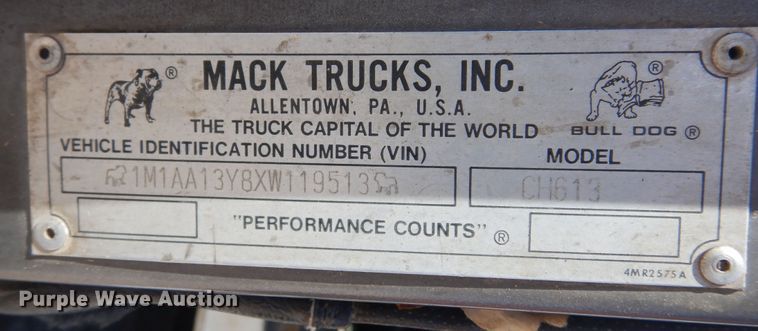 ® MACK TRUCKS, INC. ®
ALLENTOWN, PA., U.S.A.
THE TRUCK CAPITAL OF THE WORLD BULL DOG ®
VEHICLE IDENTIFICATION NUMBER (VIN) MODEL
1M1AA13Y8XW119513 CH613
"PERFORMANCE COUNTS" ®
4MR2575A
Purple Wave Auction